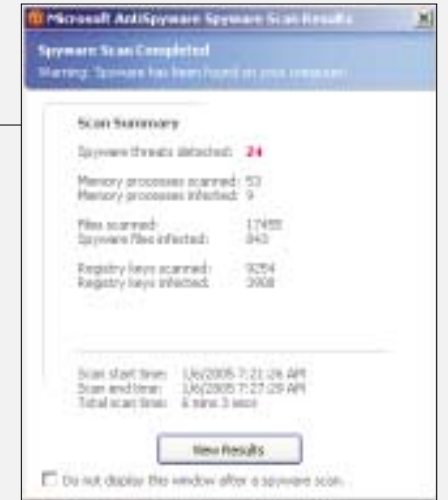 Microsoft AntiSpyware Spyware Scan Results
Spyware Scan Completed
Warning: Spyware has been found on your computer.
Scan Summary
Spyware threats detected: 24
Memory processes scanned: 53
Memory processes infected: 9
Files scanned: 17455
Spyware files infected: 843
Registry keys scanned: 9254
Registry keys infected: 3908
Scan start time: 1/6/2005 7:21:26 AM
Scan end time: 1/6/2005 7:27:29 AM
Total scan time: 6 mins 3 secs
View Results
Do not display this window after a spyware scan.